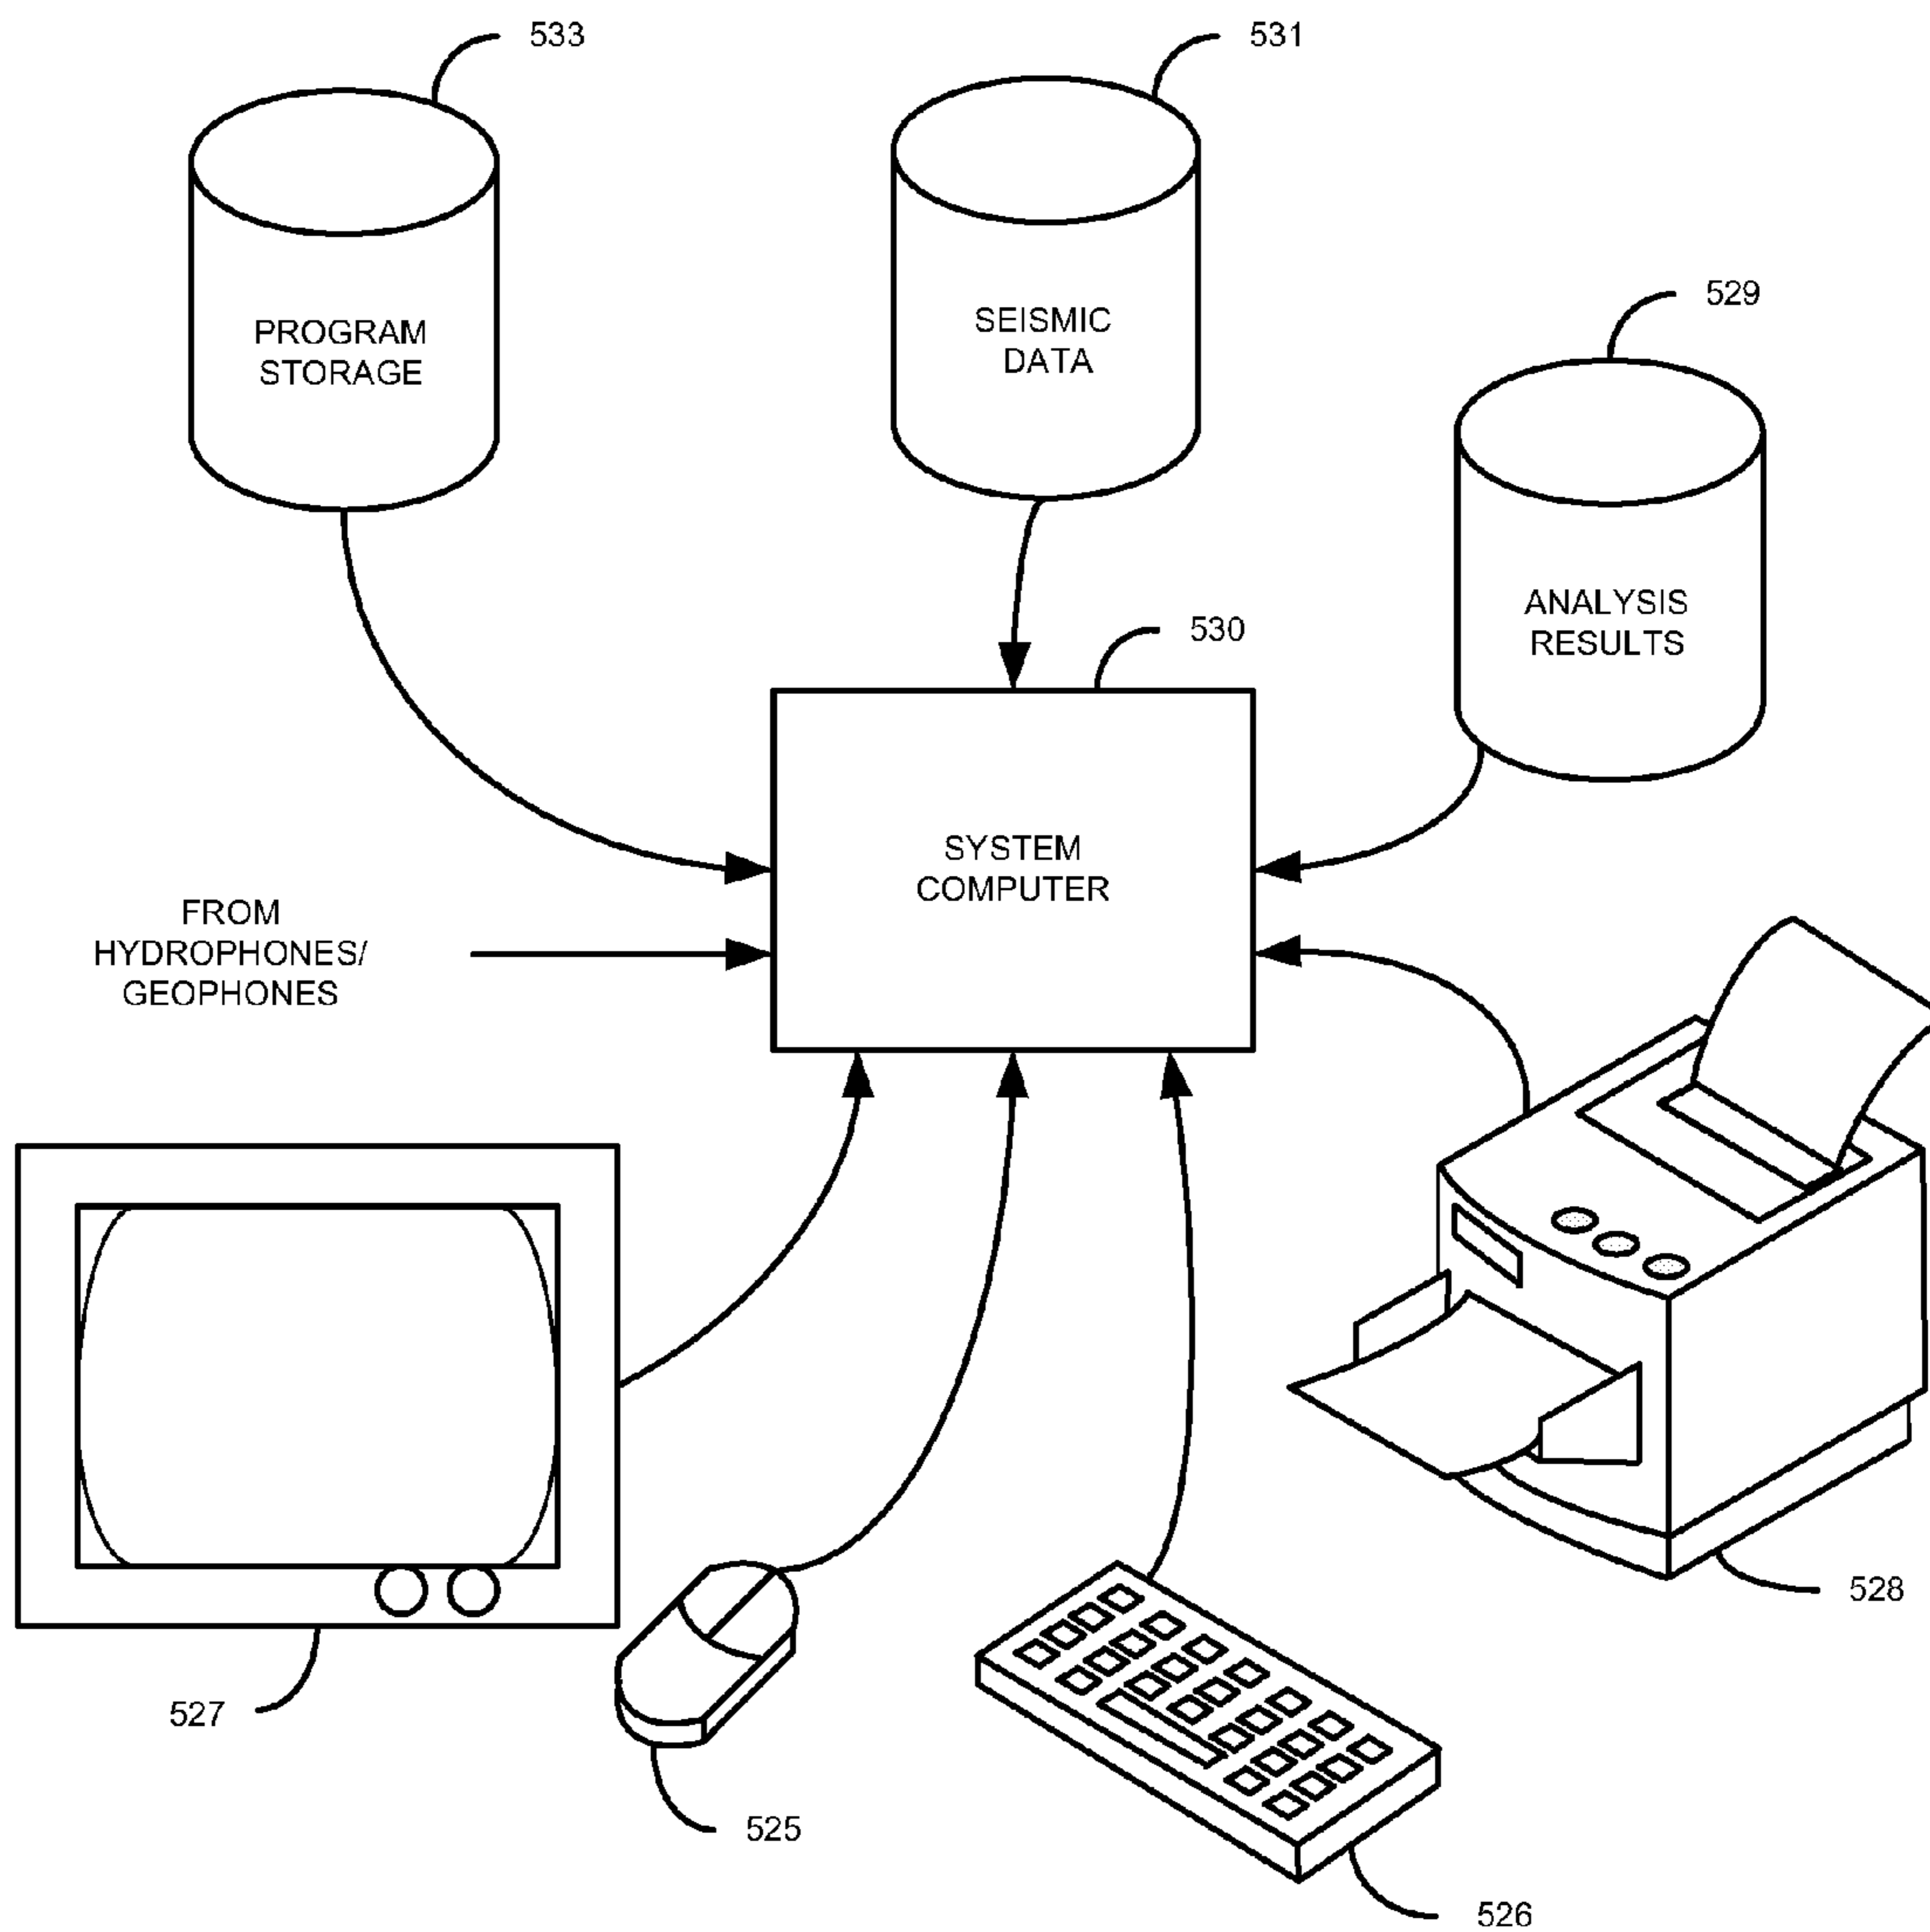 533
531
PROGRAM
STORAGE
SEISMIC
DATA
529
ANALYSIS
RESULTS
530
SYSTEM
COMPUTER
FROM
HYDROPHONES/
GEOPHONES
527
525
526
528